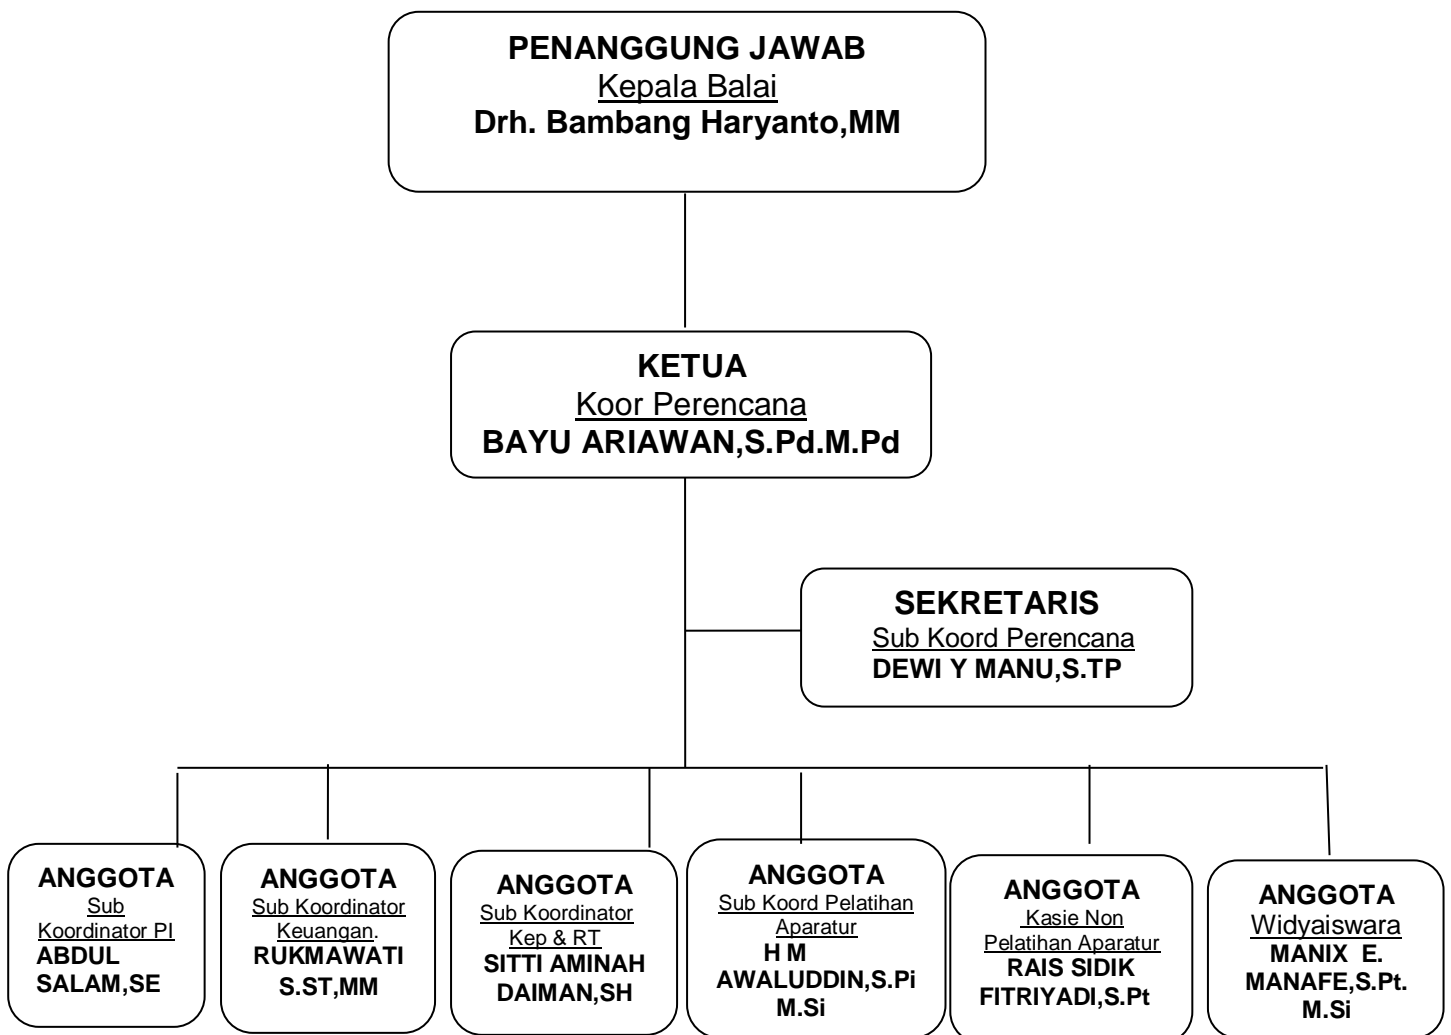 PENANGGUNG JAWAB
Kepala Balai
Drh. Bambang Haryanto,MM
KETUA
Koor Perencana
BAYU ARIAWAN,S.Pd.M.Pd
SEKRETARIS
Sub Koord Perencana
DEWI Y MANU,S.TP
ANGGOTA
Sub
Koordinator PI
ABDUL
SALAM,SE
ANGGOTA
Sub Koordinator
Keuangan.
RUKMAWATI
S.ST,MM
ANGGOTA
Sub Koordinator
Kep & RT
SITTI AMINAH
DAIMAN,SH
ANGGOTA
Sub Koord Pelatihan
Aparatur
H M
AWALUDDIN,S.Pi
M.Si
ANGGOTA
Kasie Non
Pelatihan Aparatur
RAIS SIDIK
FITRIYADI,S.Pt
ANGGOTA
Widyaiswara
MANIX E.
MANAFE,S.Pt.
M.Si